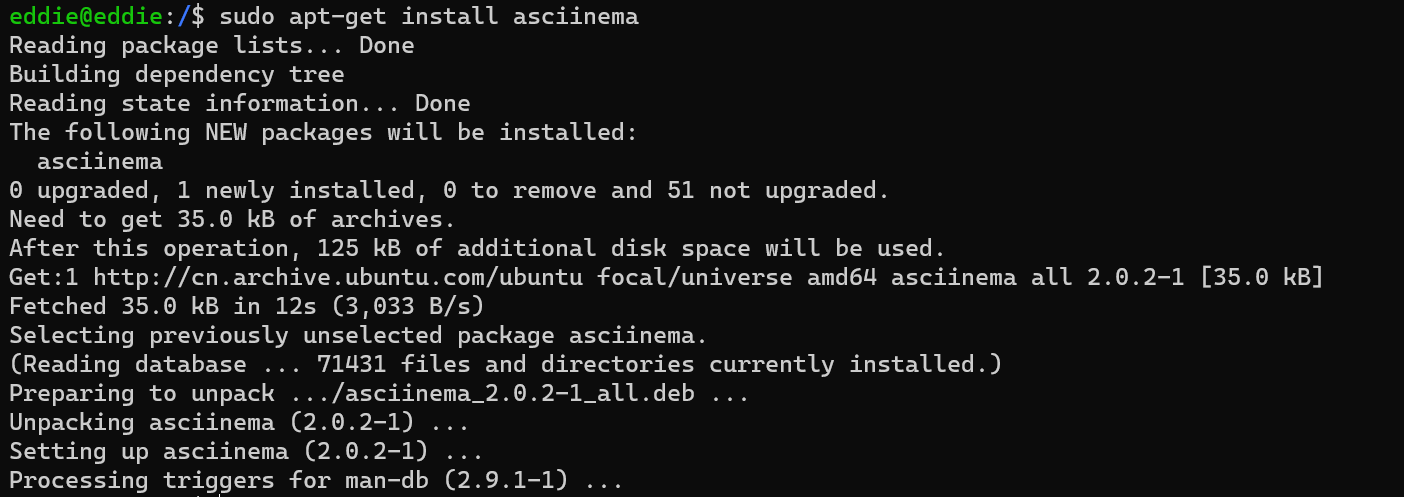 eddie@eddie:/$ sudo apt-get install asciinema
Reading package lists... Done
Building dependency tree
Reading state information... Done
The following NEW packages will be installed:
  asciinema
0 upgraded, 1 newly installed, 0 to remove and 51 not upgraded.
Need to get 35.0 kB of archives.
After this operation, 125 kB of additional disk space will be used.
Get:1 http://cn.archive.ubuntu.com/ubuntu focal/universe amd64 asciinema all 2.0.2-1 [35.0 kB]
Fetched 35.0 kB in 12s (3,033 B/s)
Selecting previously unselected package asciinema.
(Reading database ... 71431 files and directories currently installed.)
Preparing to unpack .../asciinema_2.0.2-1_all.deb ...
Unpacking asciinema (2.0.2-1) ...
Setting up asciinema (2.0.2-1) ...
Processing triggers for man-db (2.9.1-1) ...